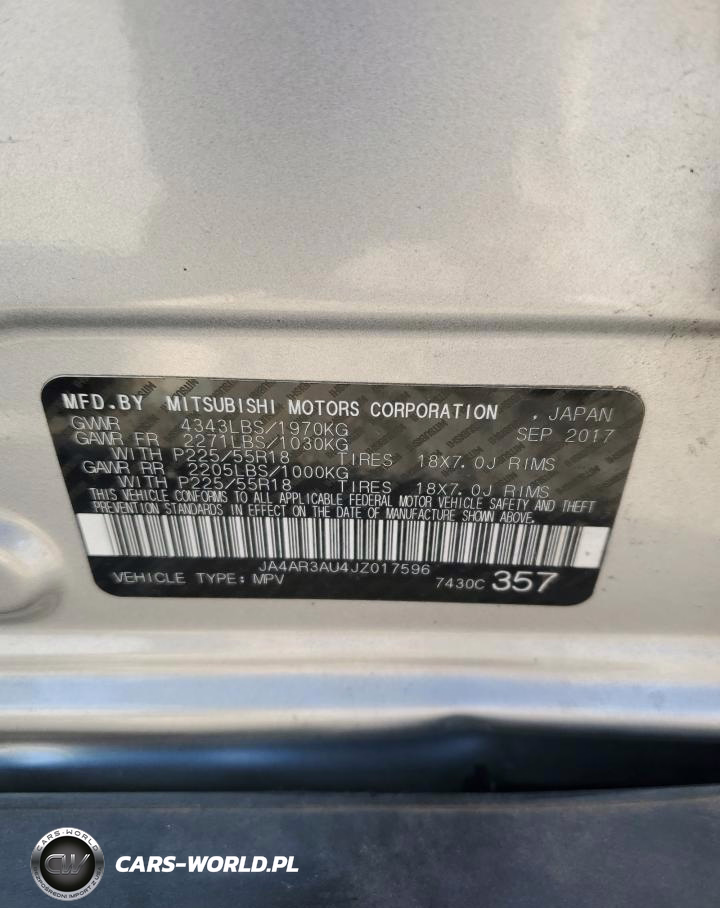 MFD.BY MITSUBISHI MOTORS CORPORATION , JAPAN
GVWR 4343LBS/1970KG SEP 2017
GAWR FR 2271LBS/1030KG
WITH P225/55R18 TIRES 18X7.0J RIMS
GAWR RR 2205LBS/1000KG
WITH P225/55R18 TIRES 18X7.0J RIMS
THIS VEHICLE CONFORMS TO ALL APPLICABLE FEDERAL MOTOR VEHICLE SAFETY AND THEFT
PREVENTION STANDARDS IN EFFECT ON THE DATE OF MANUFACTURE SHOWN ABOVE.
JA4AR3AU4JZ017596
VEHICLE TYPE: MPV 7430C 357
CARS-WORLD
CW
CARS-WORLD.PL